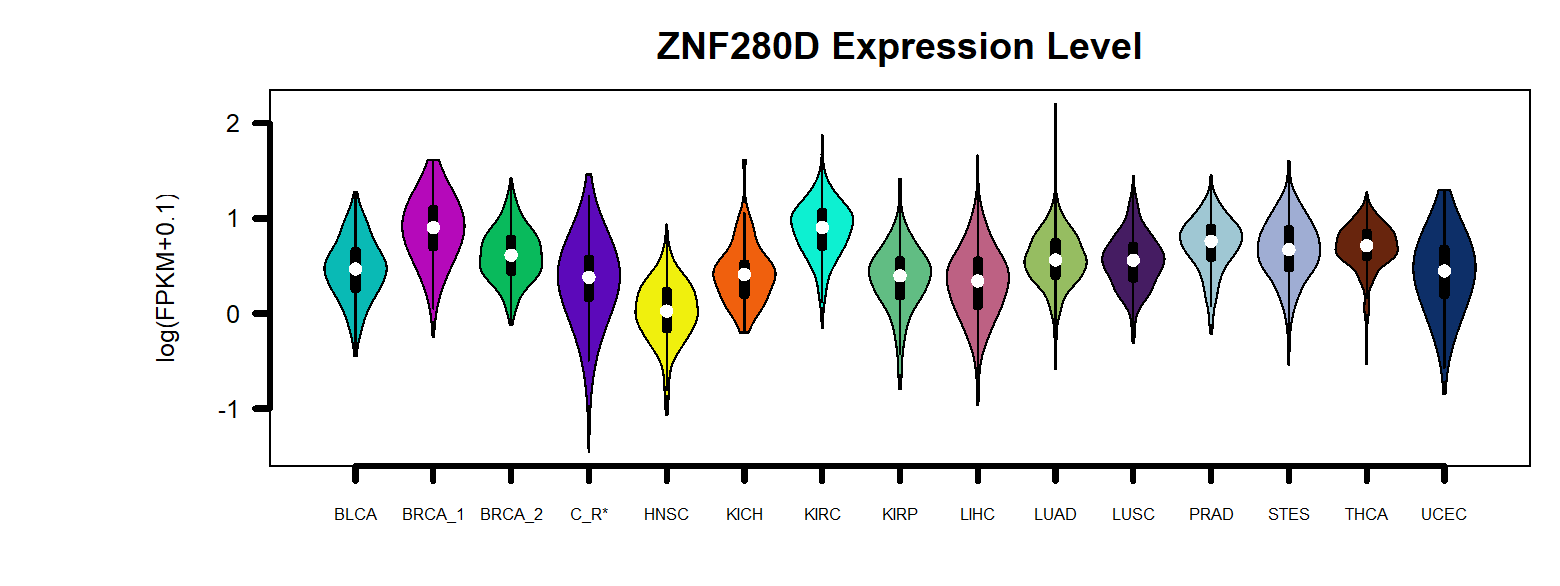 ZNF280D Expression Level
log(FPKM+0.1)
2
1
0
-1
BLCA BRCA_1 BRCA_2 C_R* HNSC KICH KIRC KIRP LIHC LUAD LUSC PRAD STES THCA UCEC